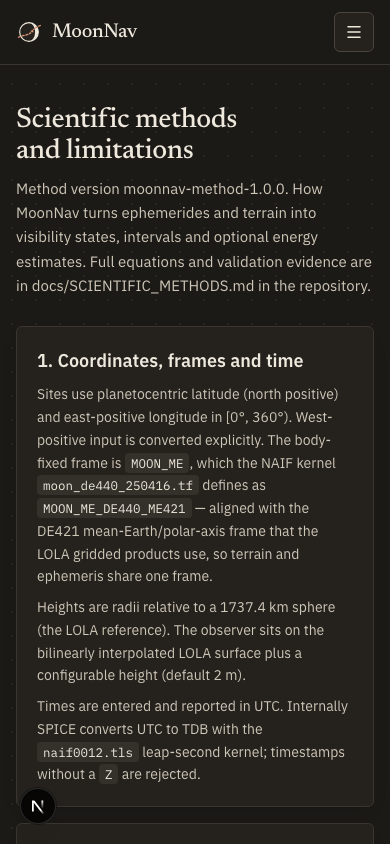 MoonNav
Scientific methods
and limitations
Method version moonnav-method-1.0.0. How
MoonNav turns ephemerides and terrain into
visibility states, intervals and optional energy
estimates. Full equations and validation evidence are
in docs/SCIENTIFIC_METHODS.md in the repository.
1. Coordinates, frames and time
Sites use planetocentric latitude (north positive)
and east-positive longitude in [0°, 360°). West-
positive input is converted explicitly. The body-
fixed frame is MOON_ME, which the NAIF kernel
moon_de440_250416.tf defines as
MOON_ME_DE440_ME421 — aligned with the
DE421 mean-Earth/polar-axis frame that the
LOLA gridded products use, so terrain and
ephemeris share one frame.
Heights are radii relative to a 1737.4 km sphere
(the LOLA reference). The observer sits on the
bilinearly interpolated LOLA surface plus a
configurable height (default 2 m).
Times are entered and reported in UTC. Internally
SPICE converts UTC to TDB with the
naif0012.tls leap-second kernel; timestamps
without a Z are rejected.
N